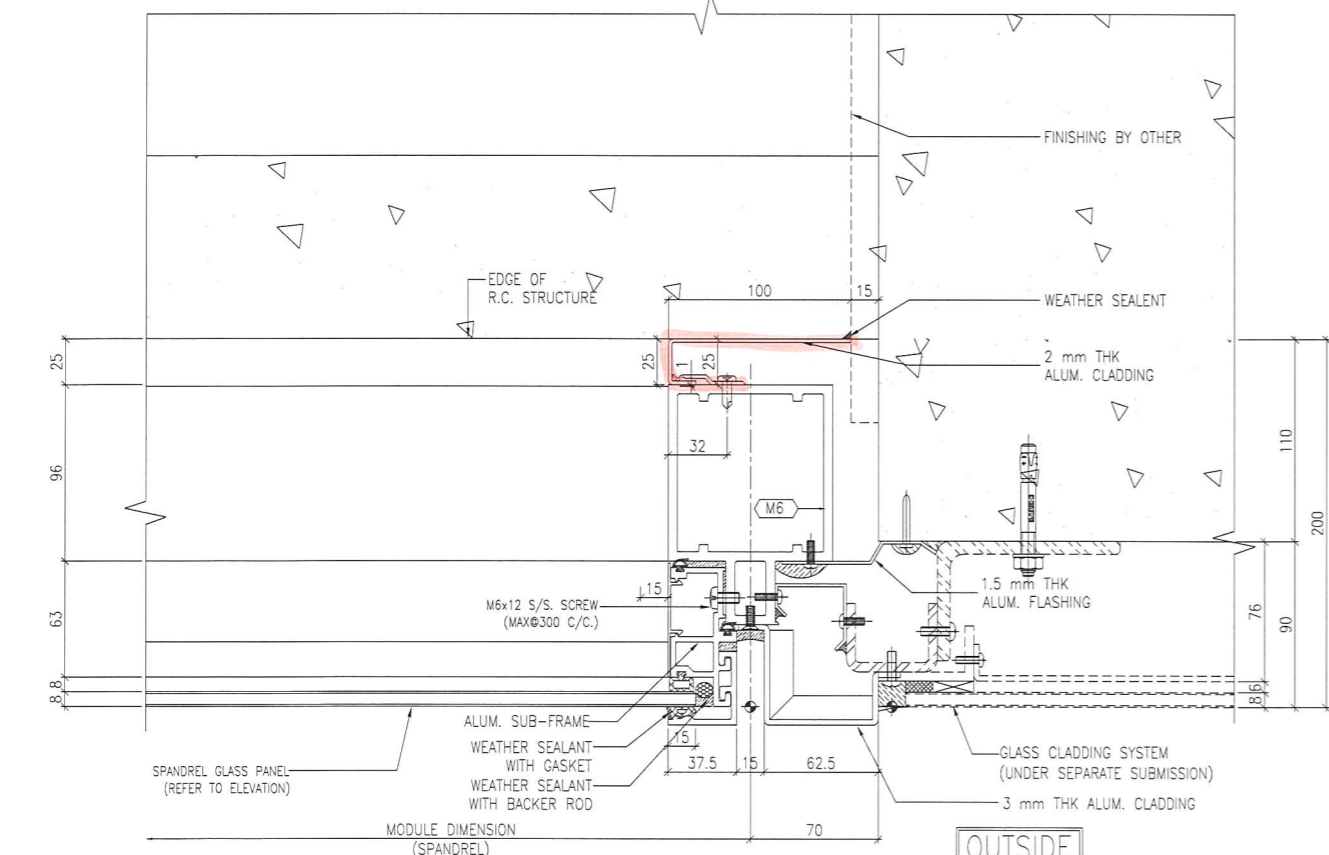 FINISHING BY OTHER
EDGE OF
R.C. STRUCTURE
100
15
WEATHER SEALENT
2 mm THK
ALUM. CLADDING
25
25
1
25
32
96
110
200
M6
15
M6x12 S/S. SCREW
(MAX@300 C/C.)
1.5 mm THK
ALUM. FLASHING
63
76
90
8.8
8.6
ALUM. SUB-FRAME
WEATHER SEALANT
WITH GASKET
WEATHER SEALANT
WITH BACKER ROD
15
37.5
15
62.5
SPANDREL GLASS PANEL
(REFER TO ELEVATION)
GLASS CLADDING SYSTEM
(UNDER SEPARATE SUBMISSION)
3 mm THK ALUM. CLADDING
MODULE DIMENSION
(SPANDREL)
70
OUTSIDE